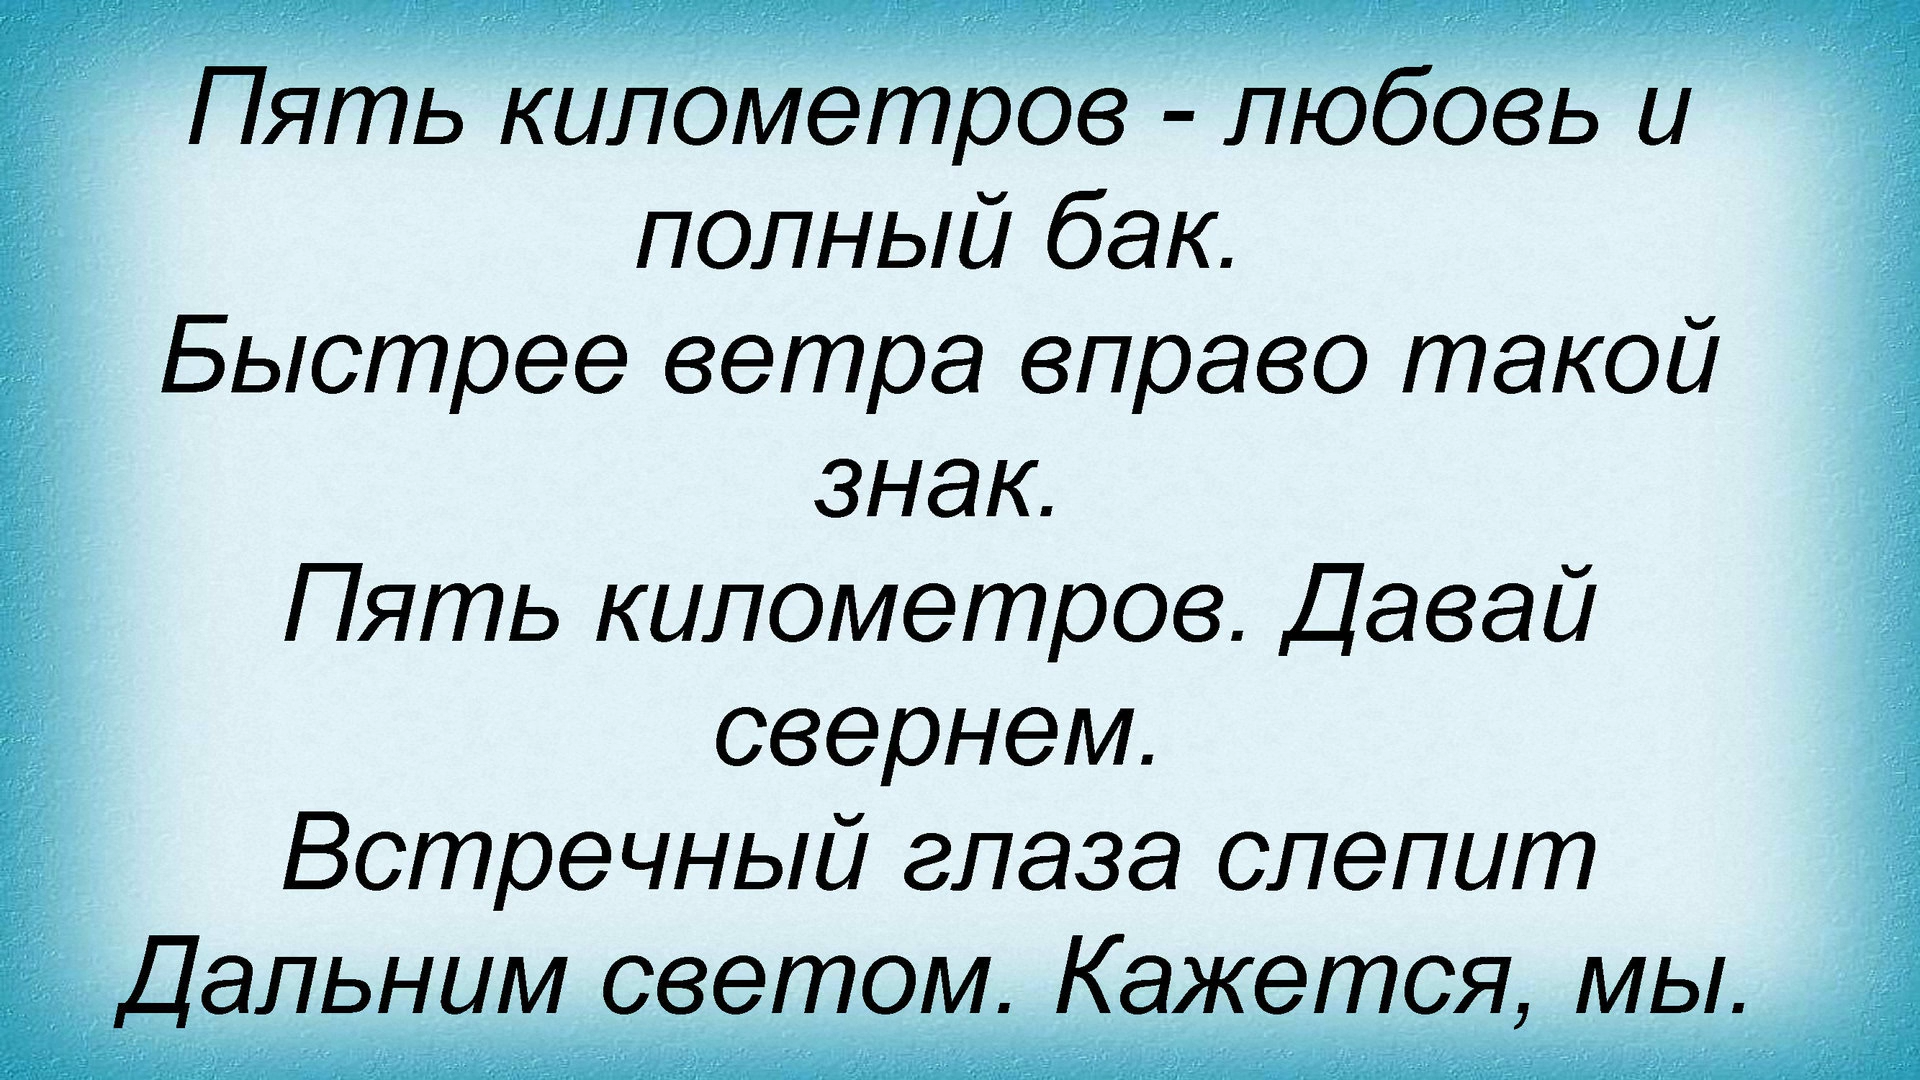 Пять километров - любовь и
полный бак.
Быстрее ветра вправо такой
знак.
Пять километров. Давай
свернем.
Встречный глаза слепит
Дальним светом. Кажется, мы.